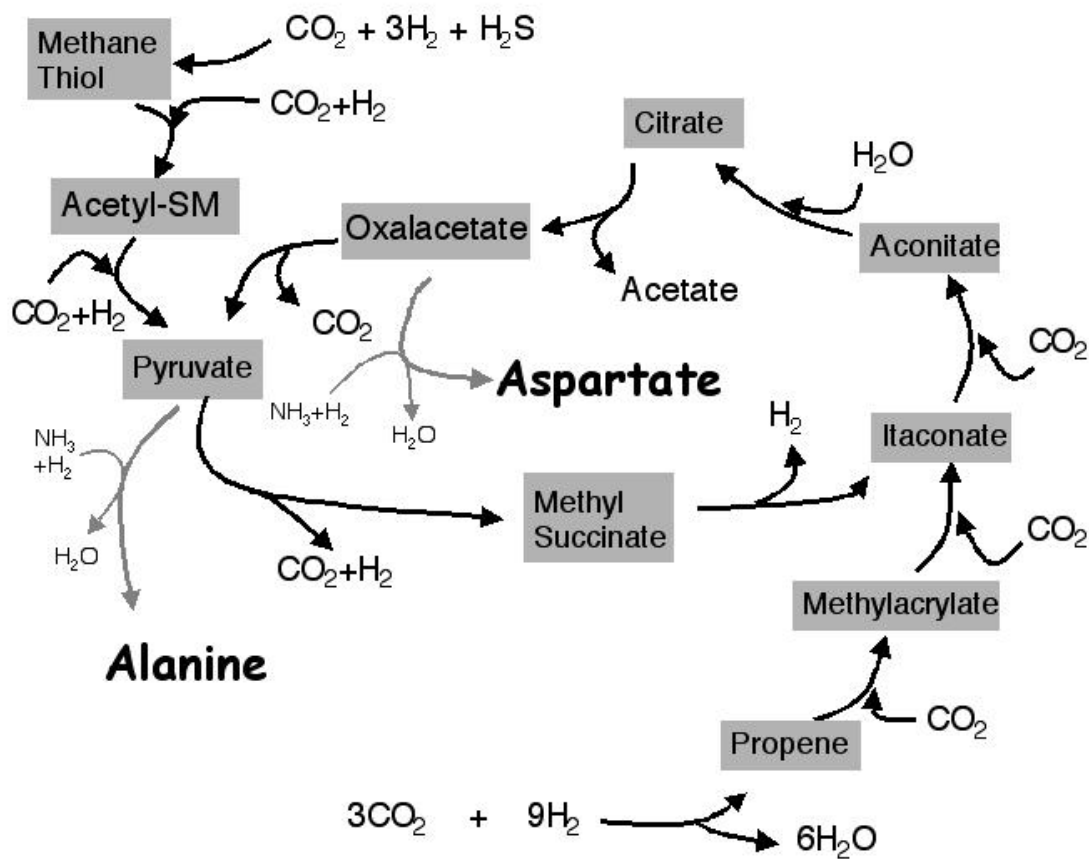 CO₂ + 3H₂ + H₂S
Methane
Thiol
CO₂+H₂
Citrate
H₂O
Acetyl-SM
Oxalacetate
Aconitate
Acetate
CO₂+H₂
CO₂
CO₂
Pyruvate
Aspartate
NH₃+H₂
H₂O
H₂
Itaconate
NH₃
+H₂
Methyl
Succinate
CO₂
H₂O
CO₂+H₂
Methylacrylate
Alanine
CO₂
Propene
3CO₂ + 9H₂
6H₂O